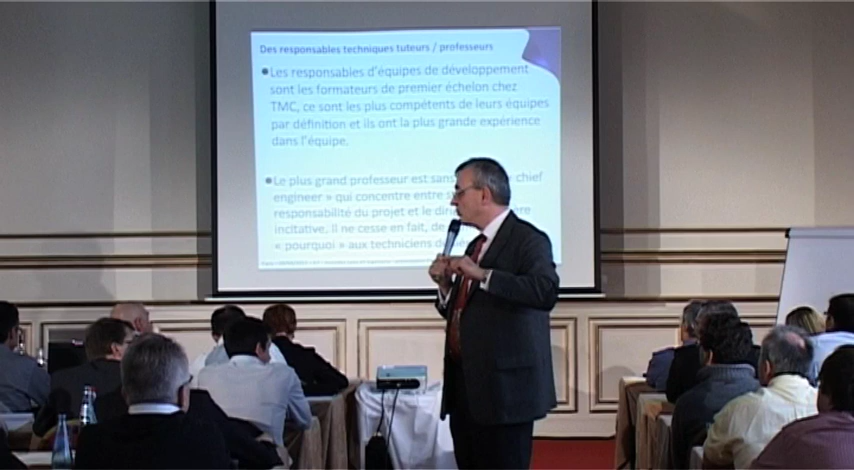 Des responsables techniques tuteurs / professeurs
Les responsables d'équipes de développement
sont les formateurs de premier échelon chez
TMC, ce sont les plus compétents de leurs équipes
par définition et ils ont la plus grande expérience
dans l'équipe.
Le plus grand professeur est sans chief
engineer » qui concentre entre
responsabilité du projet et le
incitative. Il ne cesse en fait, de
« pourquoi » aux techniciens